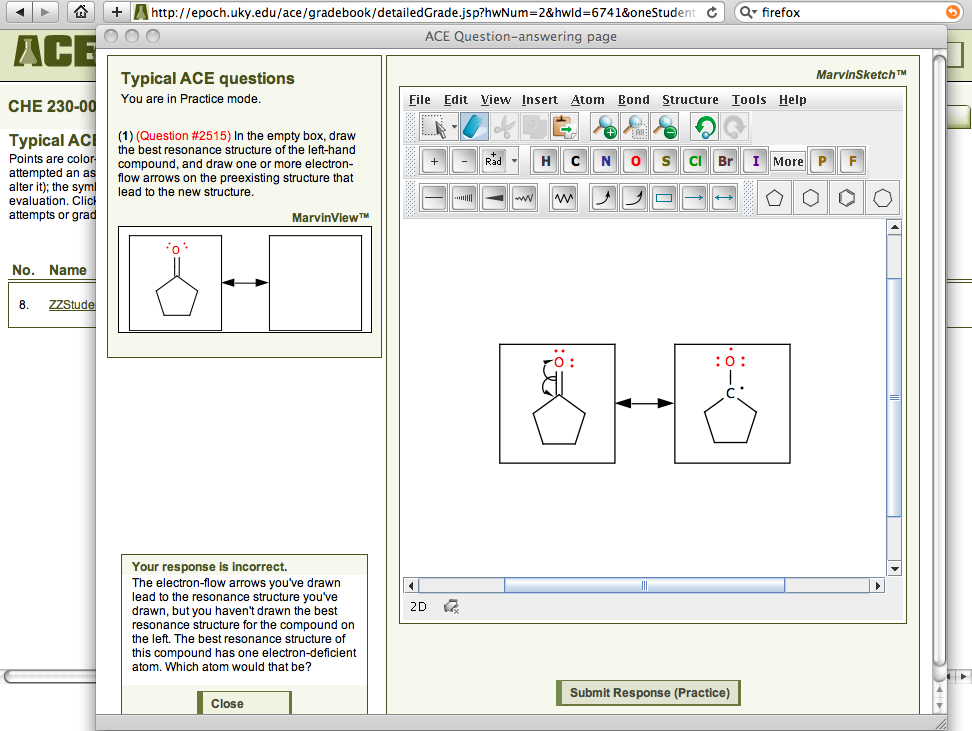 http://epoch.uky.edu/ace/gradebook/detailedGrade.jsp?hwNum=2&hwId=6741&oneStudent
firefox
ACE Question-answering page
ACE
CHE 230-00
Typical ACE
Points are color-
attempted an as
alter it); the symb
evaluation. Click
attempts or grad
No. Name
8. ZZStude
Typical ACE questions
You are in Practice mode.
(1) (Question #2515) In the empty box, draw
the best resonance structure of the left-hand
compound, and draw one or more electron-
flow arrows on the preexisting structure that
lead to the new structure.
MarvinView™
O
Your response is incorrect.
The electron-flow arrows you've drawn
lead to the resonance structure you've
drawn, but you haven't drawn the best
resonance structure for the compound on
the left. The best resonance structure of
this compound has one electron-deficient
atom. Which atom would that be?
Close
MarvinSketch™
File Edit View Insert Atom Bond Structure Tools Help
All
+ - Rad H C N O S Cl Br I More P F
O O
C
2D
Submit Response (Practice)